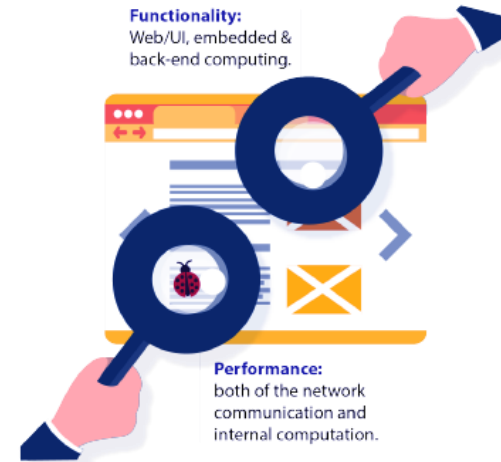 Functionality:
Web/UI, embedded &
back-end computing.
Performance:
both of the network
communication and
internal computation.